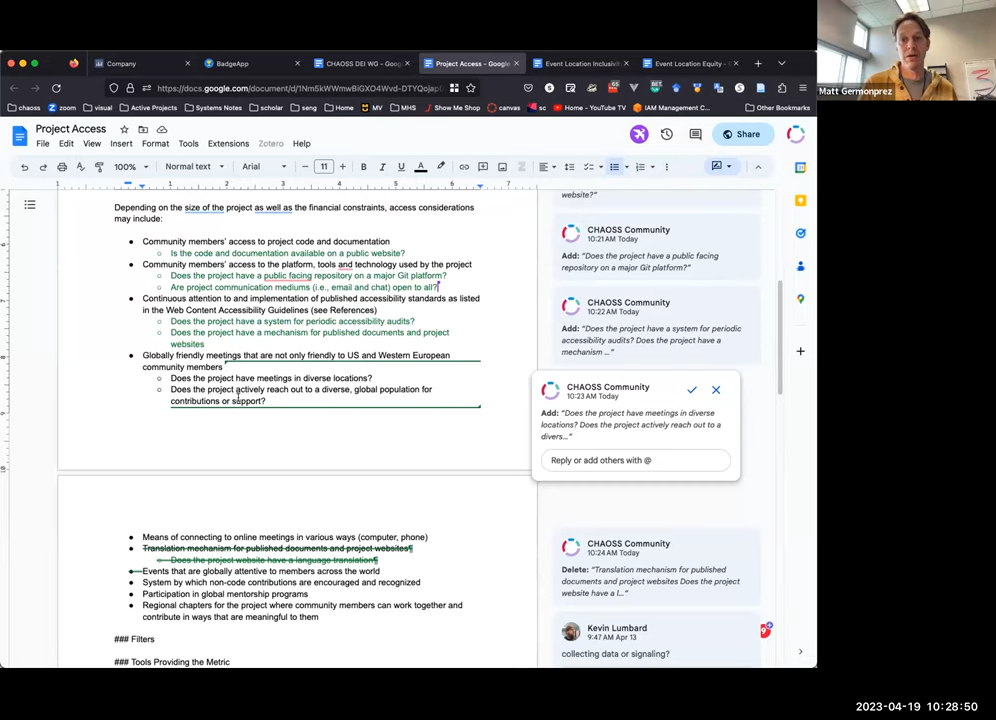 Matt Germonprez
Company
BadgeApp
CHAOSS DEI WG - Goog
Project Access - Google
Event Location Inclusivi
Event Location Equity -
https://docs.google.com/document/d/
chaoss
zoom
visual
Active Projects
Systems Notes
scholar
seng
Home
MV
MHS
Show Me Shop
canvas
sc
Home - YouTube TV
IAM Management C...
Other Bookmarks
Project Access
File Edit View Insert Format Tools Extensions Zotero Help
Share
100%
Normal text
Arial
11
Depending on the size of the project as well as the financial constraints, access considerations
may include:
Community members' access to project code and documentation
Is the code and documentation available on a public website?
Community members' access to the platform, tools and technology used by the project
Does the project have a public facing repository on a major Git platform?
Are project communication mediums (i.e., email and chat) open to all?
Continuous attention to and implementation of published accessibility standards as listed
in the Web Content Accessibility Guidelines (see References)
Does the project have a system for periodic accessibility audits?
Does the project have a mechanism for published documents and project
websites
Globally friendly meetings that are not only friendly to US and Western European
community members
Does the project have meetings in diverse locations?
Does the project actively reach out to a diverse, global population for
contributions or support?
Means of connecting to online meetings in various ways (computer, phone)
Translation mechanism for published documents and project websites¶
Does the project website have a language translation¶
Events that are globally attentive to members across the world
System by which non-code contributions are encouraged and recognized
Participation in global mentorship programs
Regional chapters for the project where community members can work together and
contribute in ways that are meaningful to them
### Filters
### Tools Providing the Metric
website?"
CHAOSS Community
10:21 AM Today
Add: "Does the project have a public facing
repository on a major Git platform?"
CHAOSS Community
10:22 AM Today
Add: "Does the project have a system for periodic
accessibility audits? Does the project have a
mechanism ..."
CHAOSS Community
10:23 AM Today
Add: "Does the project have meetings in diverse
locations? Does the project actively reach out to a
divers..."
Reply or add others with @
CHAOSS Community
10:24 AM Today
Delete: "Translation mechanism for published
documents and project websites Does the project
website have a l..."
Kevin Lumbard
9:47 AM Apr 13
collecting data or signaling?
2023-04-19 10:28:50